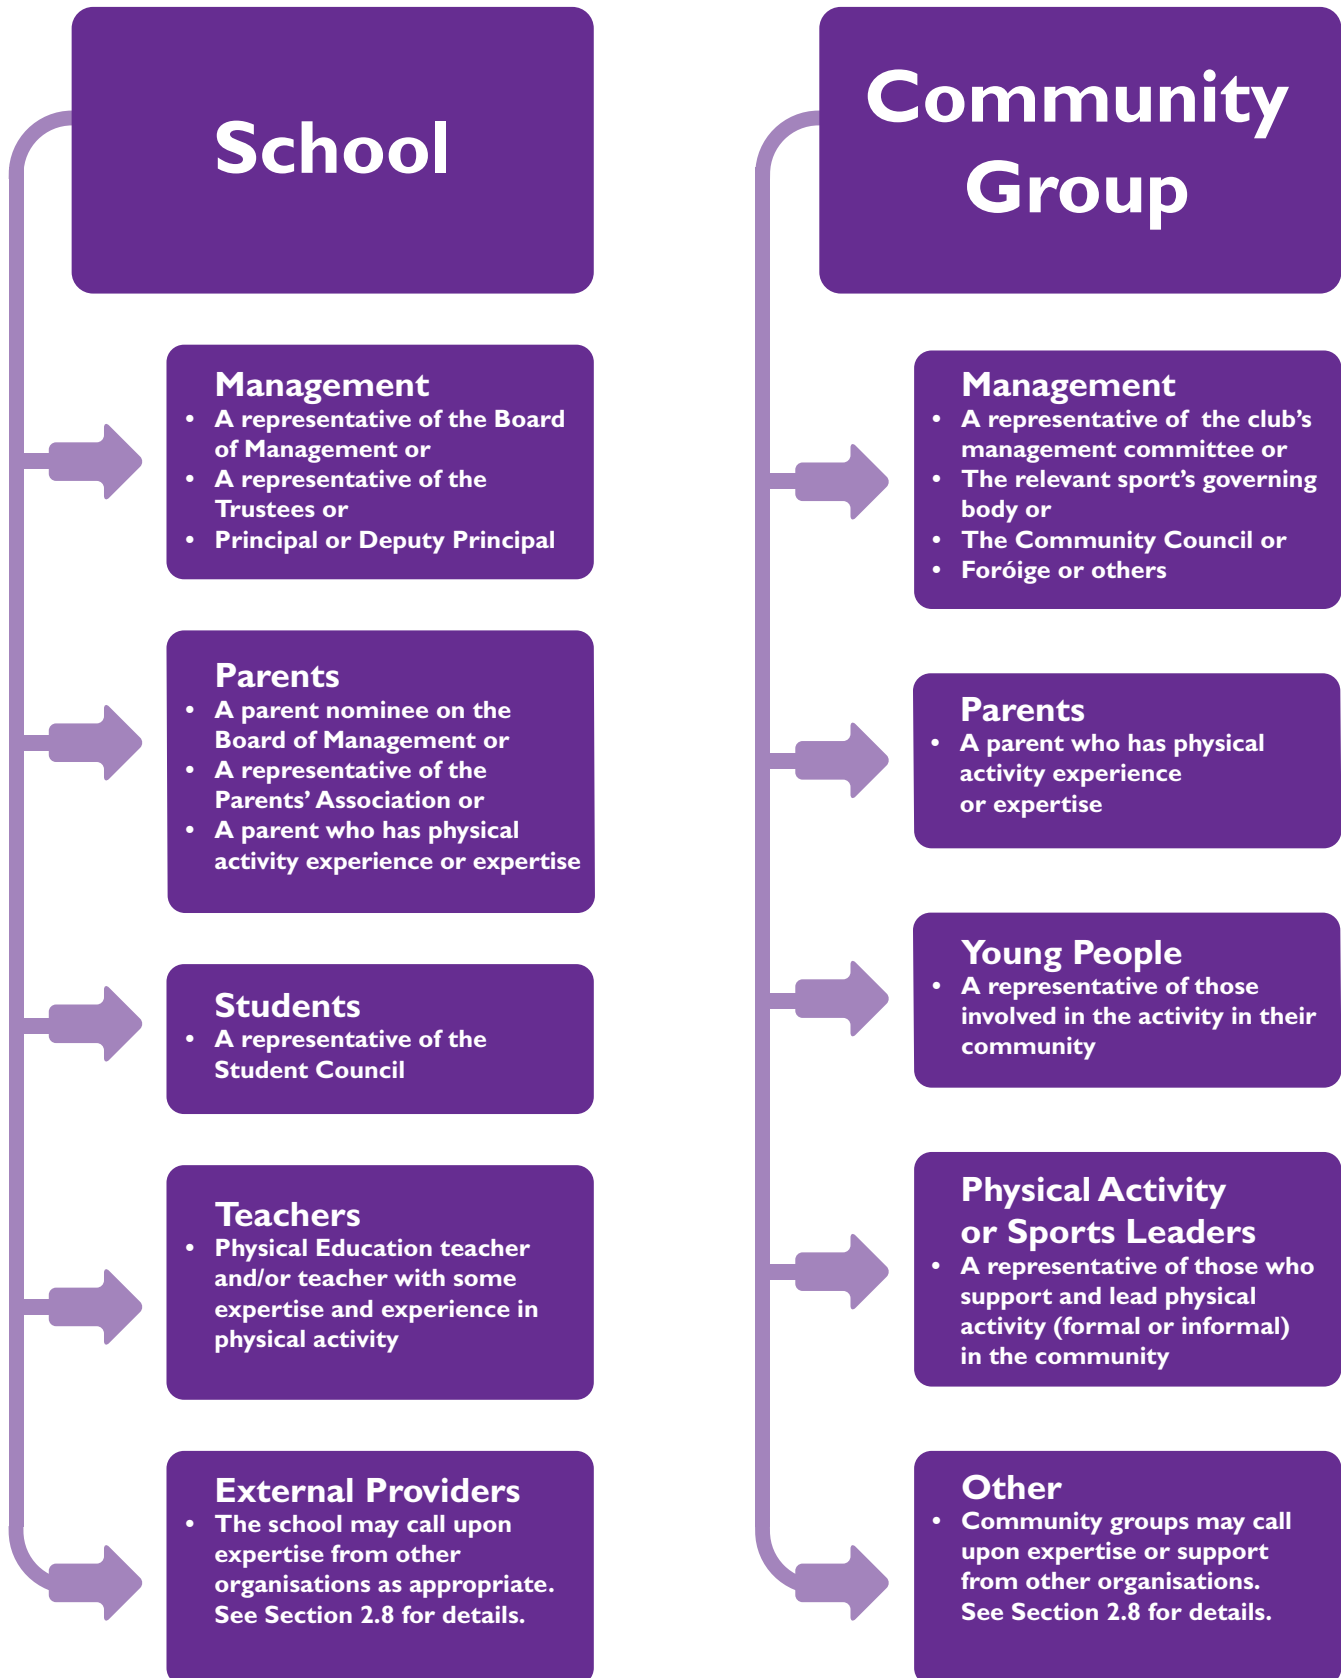 School
Management
• A representative of the Board
of Management or
• A representative of the
Trustees or
• Principal or Deputy Principal
Parents
• A parent nominee on the
Board of Management or
• A representative of the
Parents’ Association or
• A parent who has physical
activity experience or expertise
Students
• A representative of the
Student Council
Teachers
• Physical Education teacher
and/or teacher with some
expertise and experience in
physical activity
External Providers
• The school may call upon
expertise from other
organisations as appropriate.
See Section 2.8 for details.
Community
Group
Management
• A representative of the club’s
management committee or
• The relevant sport’s governing
body or
• The Community Council or
• Foróige or others
Parents
• A parent who has physical
activity experience
or expertise
Young People
• A representative of those
involved in the activity in their
community
Physical Activity
or Sports Leaders
• A representative of those who
support and lead physical
activity (formal or informal)
in the community
Other
• Community groups may call
upon expertise or support
from other organisations.
See Section 2.8 for details.